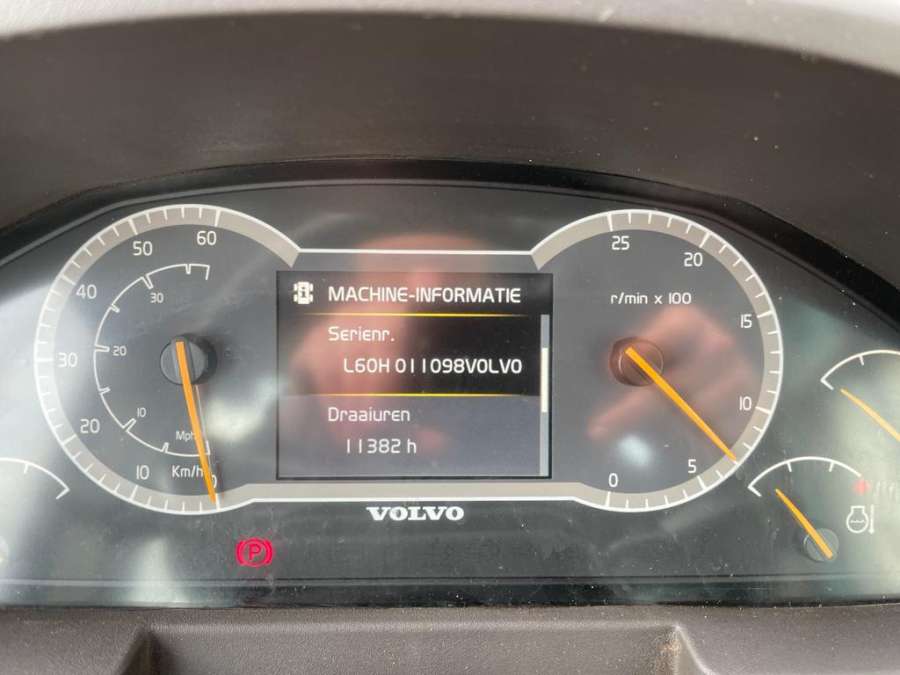 MACHINE-INFORMATIE
Serienr.
L60H 011098VOLVO
Draaiuren
11382 h
60
50
40
30
20
10
0
30
20
10
Mph
Km/h
25
20
15
10
5
0
r/min x 100
VOLVO
P